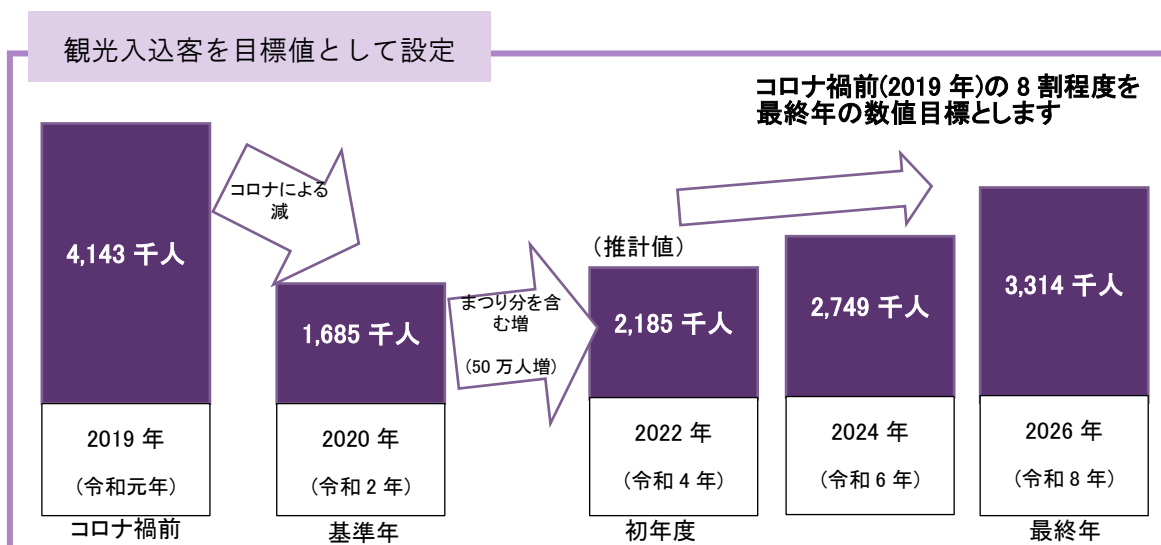 観光入込客を目標値として設定
コロナ禍前(2019 年)の 8 割程度を
最終年の数値目標とします
コロナによる
減
4,143 千人
1,685 千人
まつり分を含
む増
(50 万人増)
（推計値）
2,185 千人
2,749 千人
3,314 千人
2019 年
（令和元年）
コロナ禍前
2020 年
（令和 2 年）
基準年
2022 年
（令和 4 年）
初年度
2024 年
（令和 6 年）
2026 年
（令和 8 年）
最終年